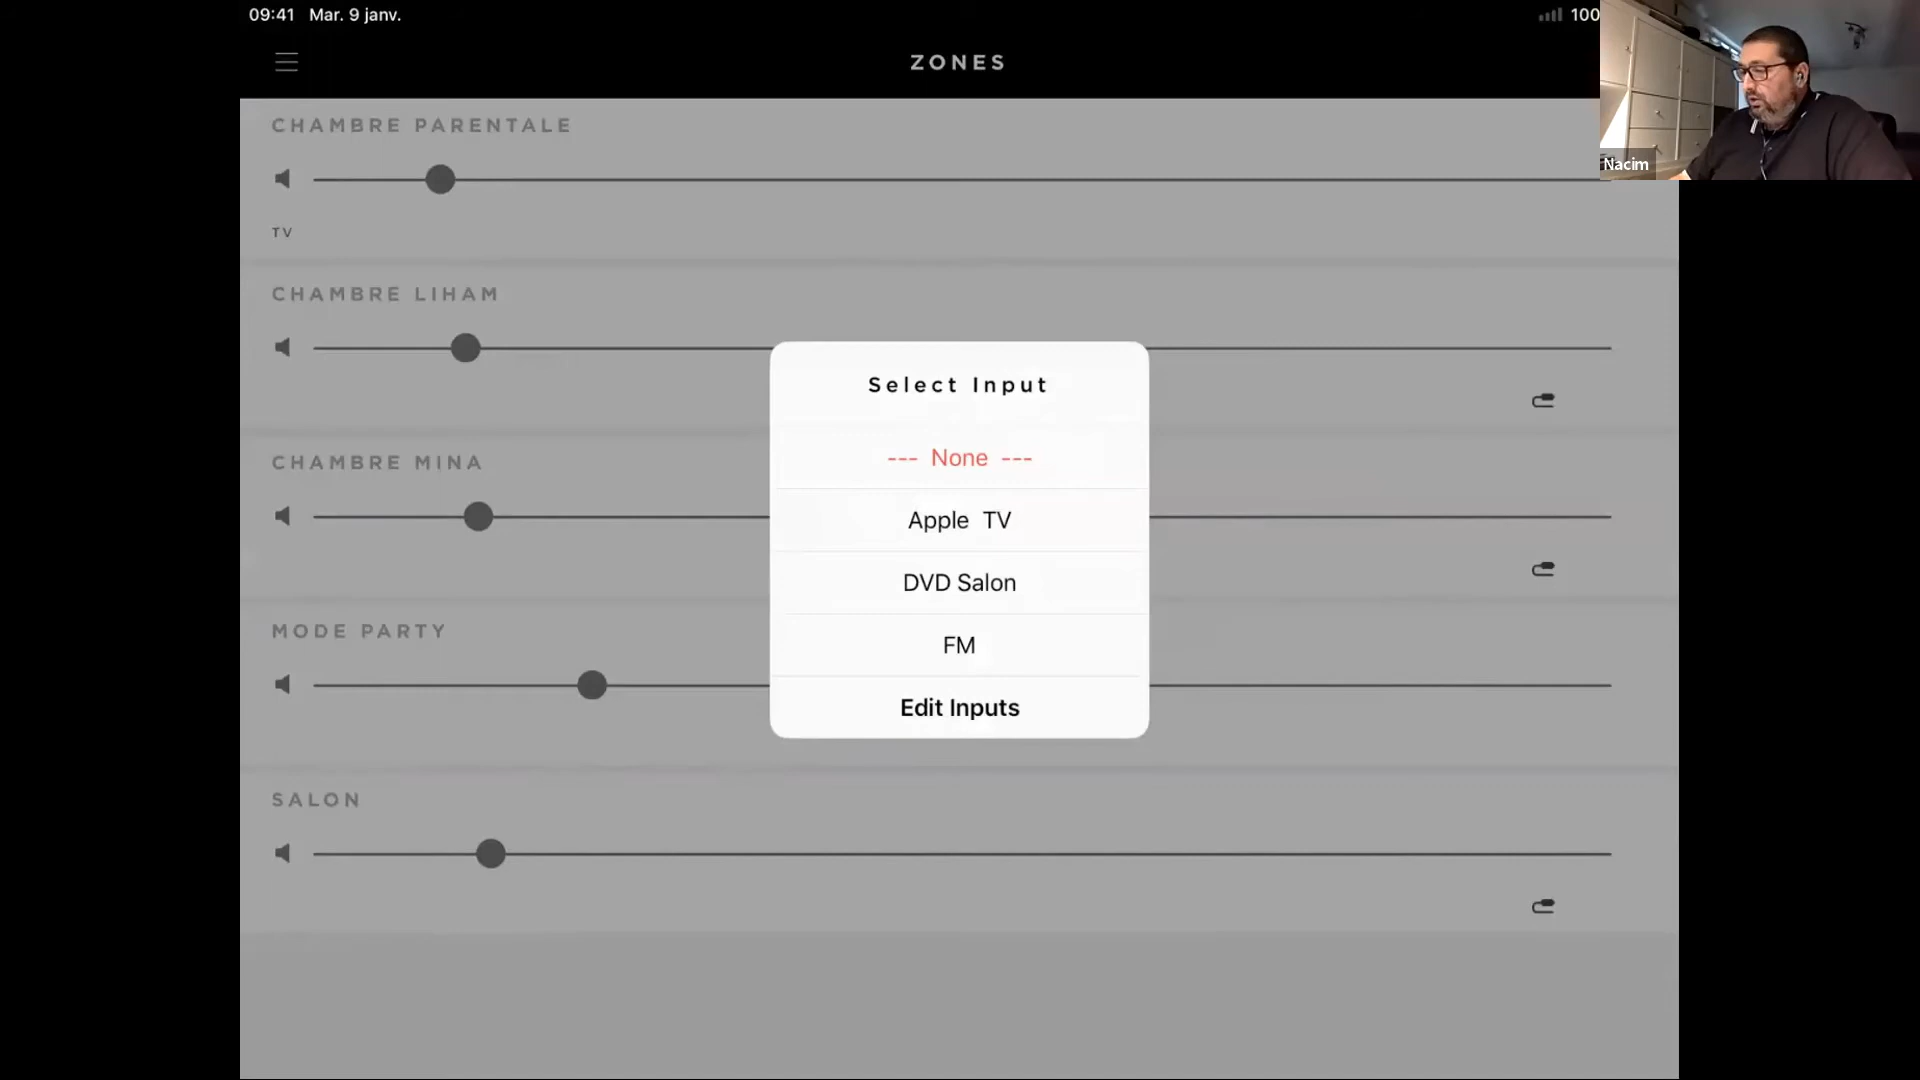 09:41 Mar. 9 janv.
100
ZONES
Nacim
CHAMBRE PARENTALE
TV
CHAMBRE LIHAM
CHAMBRE MINA
MODE PARTY
SALON
Select Input
--- None ---
Apple TV
DVD Salon
FM
Edit Inputs